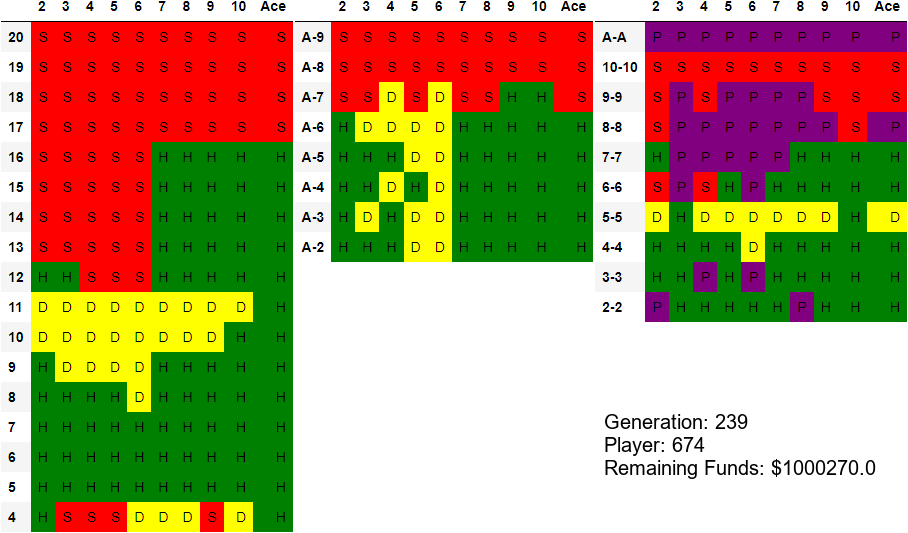 2 3 4 5 6 7 8 9 10 Ace
20 S S S S S S S S S S
19 S S S S S S S S S S
18 S S S S S S S S S S
17 S S S S S S S S S S
16 S S S S S H H H H H
15 S S S S S H H H H H
14 S S S S S H H H H H
13 S S S S S H H H H H
12 H H S S S H H H H H
11 D D D D D D D D D H
10 D D D D D D D D H H
9 H D D D D H H H H H
8 H H H H D H H H H H
7 H H H H H H H H H H
6 H H H H H H H H H H
5 H H H H H H H H H H
4 H S S S D D D S D H
2 3 4 5 6 7 8 9 10 Ace
A-9 S S S S S S S S S S
A-8 S S S S S S S S S S
A-7 S S D S D S S H H S
A-6 H D D D D H H H H H
A-5 H H H D D H H H H H
A-4 H H D H D H H H H H
A-3 H D H D D H H H H H
A-2 H H H D D H H H H H
2 3 4 5 6 7 8 9 10 Ace
A-A P P P P P P P P P P
10-10 S S S S S S S S S S
9-9 S P S P P P P S S S
8-8 S P P P P P P P S P
7-7 H P P P P P H H H H
6-6 S P S H P H H H H H
5-5 D H D D D D D D H D
4-4 H H H H D H H H H H
3-3 H H P H P H H H H H
2-2 P H H H H H P H H H
Generation: 239
Player: 674
Remaining Funds: $1000270.0